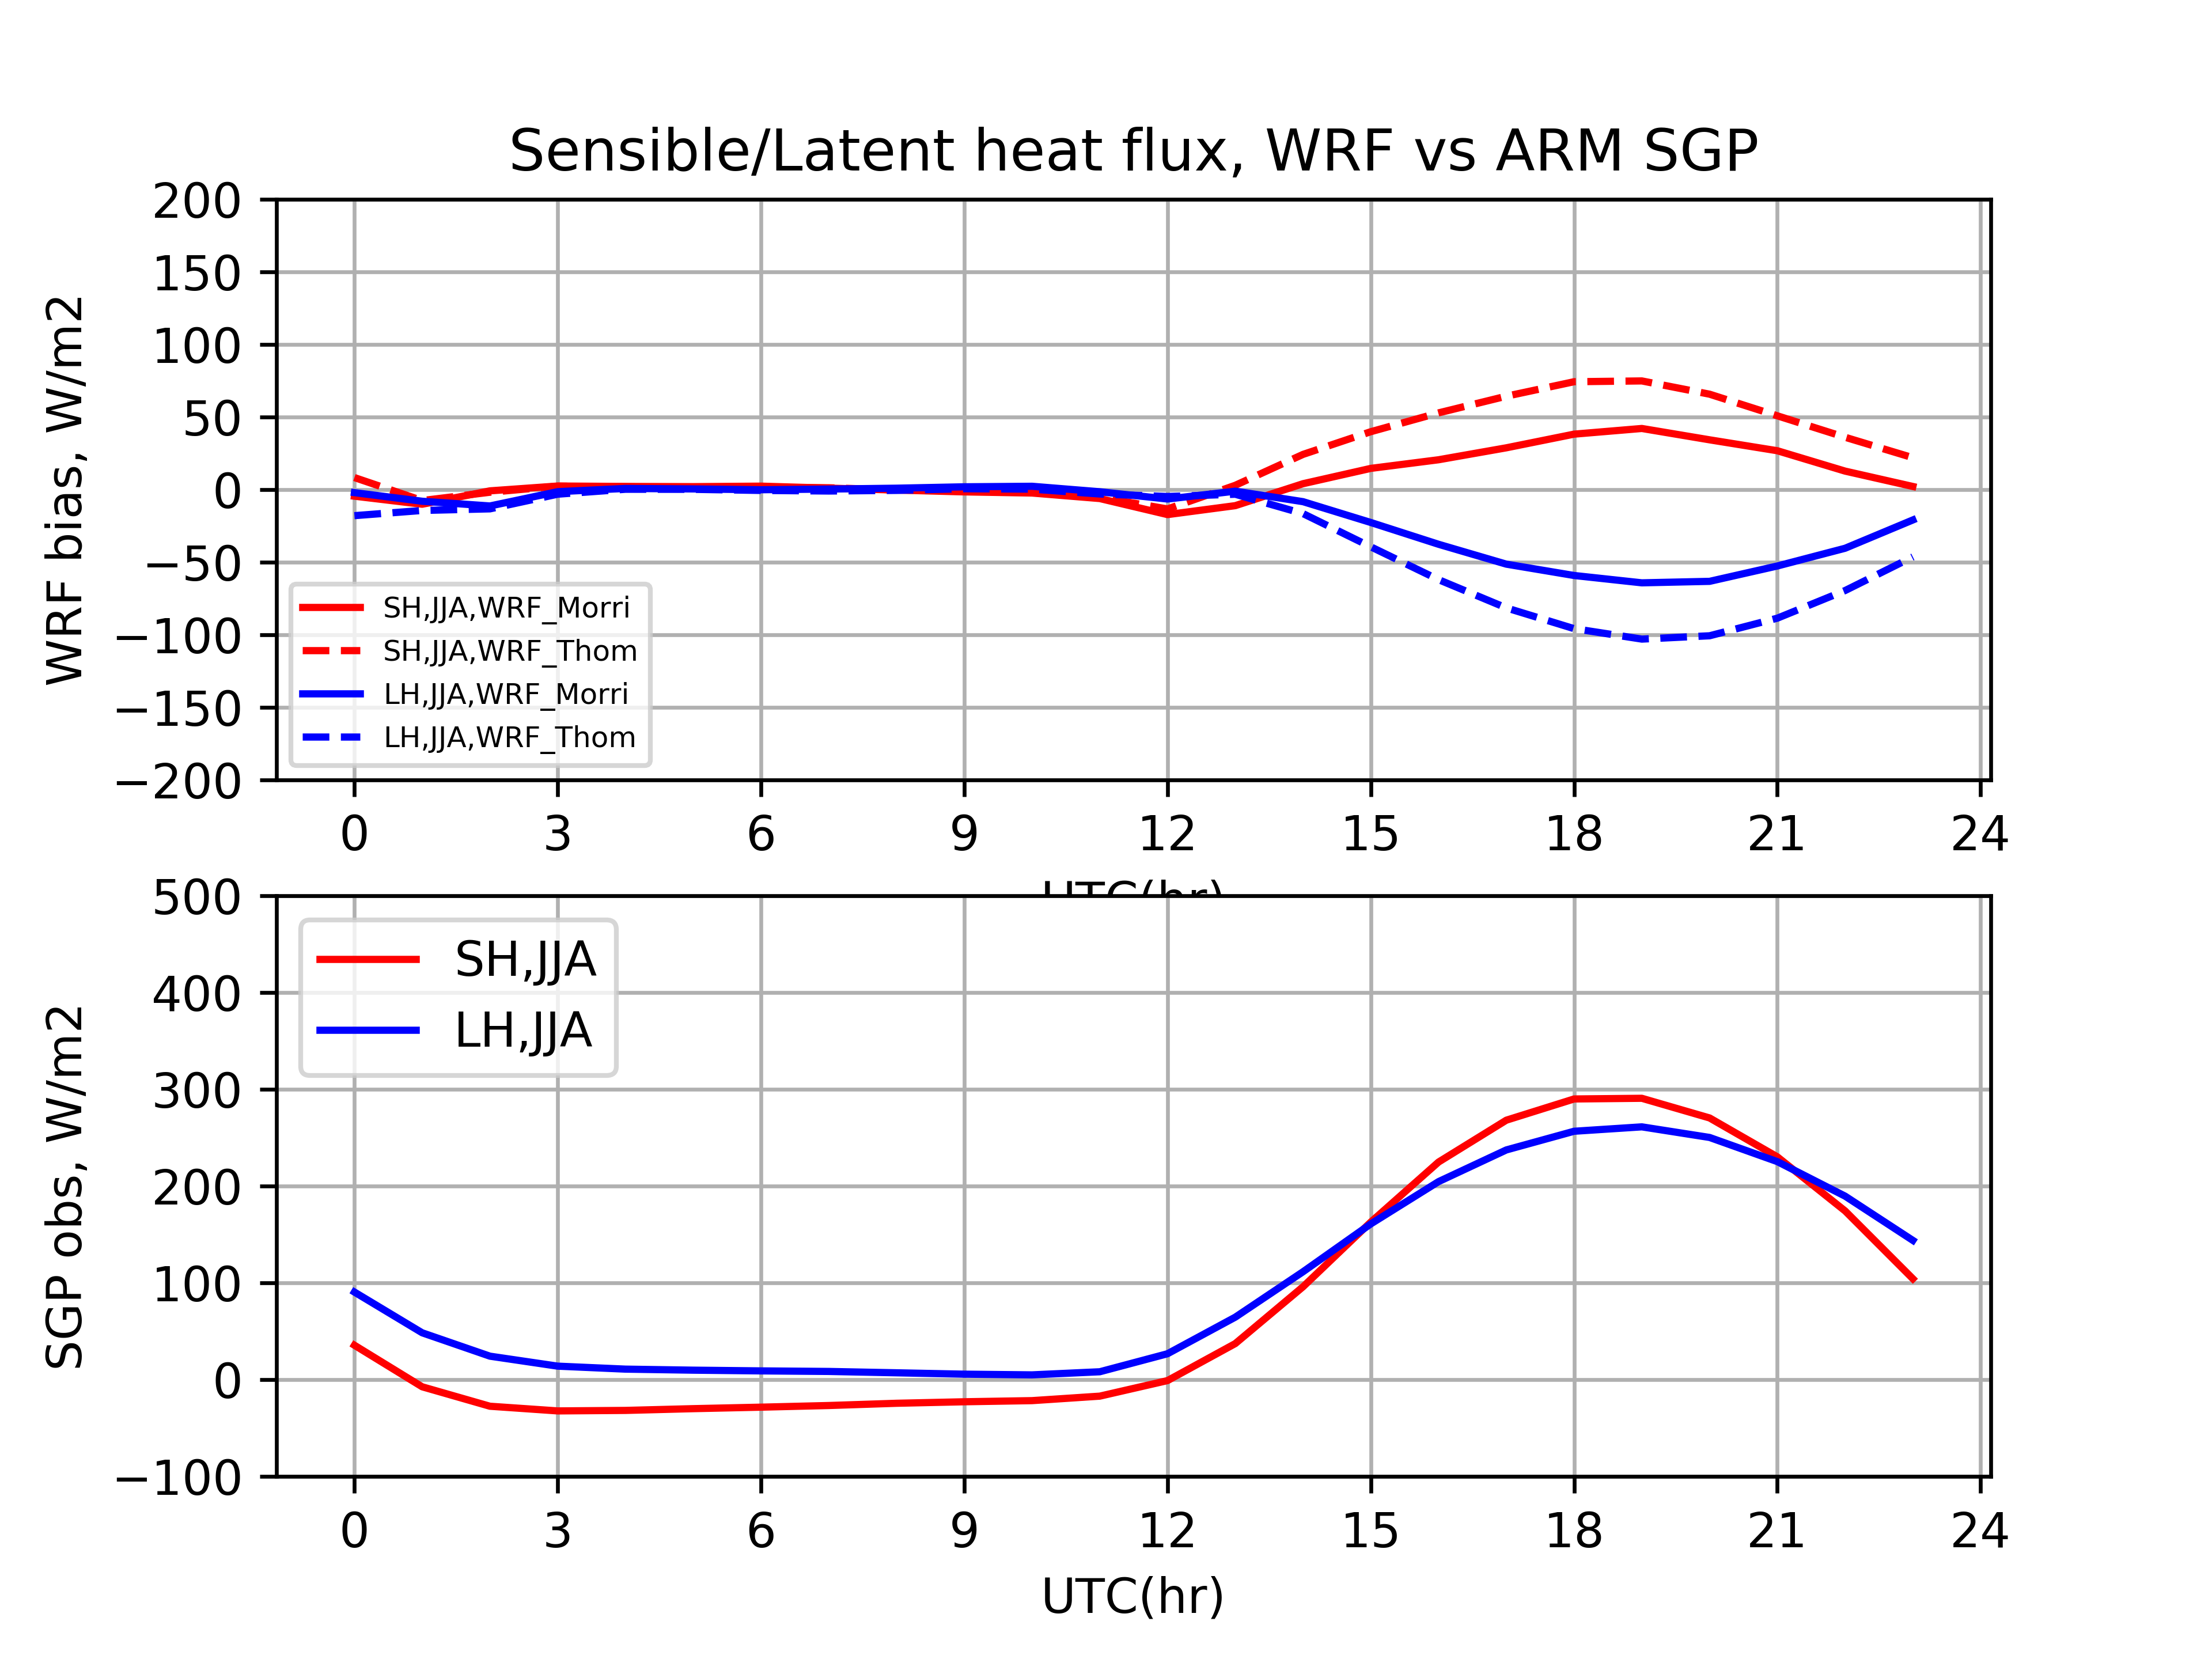 Sensible/Latent heat flux, WRF vs ARM SGP
WRF bias, W/m2
200
150
100
50
0
−50
−100
−150
−200
SH,JJA,WRF_Morri
SH,JJA,WRF_Thom
LH,JJA,WRF_Morri
LH,JJA,WRF_Thom
0 3 6 9 12 15 18 21 24
UTC(hr)
SGP obs, W/m2
500
400
300
200
100
0
−100
SH,JJA
LH,JJA
0 3 6 9 12 15 18 21 24
UTC(hr)